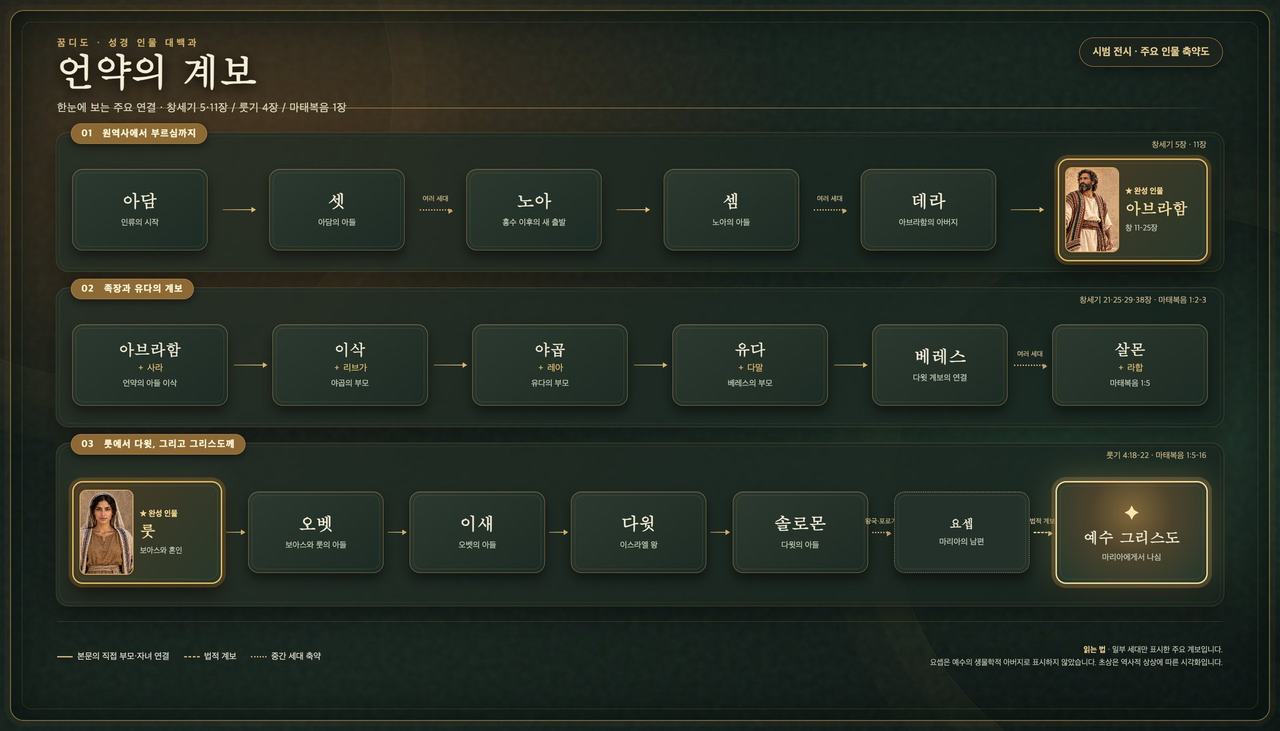 꿈디도 · 성경 인물 대백과
언약의 계보
시범 전시 · 주요 인물 축약도
한눈에 보는 주요 연결 · 창세기 5·11장 / 룻기 4장 / 마태복음 1장
01 원역사에서 부르심까지
창세기 5장 · 11장
아담
인류의 시작
셋
아담의 아들
여러 세대
노아
홍수 이후의 새 출발
셈
노아의 아들
여러 세대
데라
아브라함의 아버지
★ 완성 인물
아브라함
창 11-25장
02 족장과 유다의 계보
창세기 21·25·29·38장 · 마태복음 1:2-3
아브라함
+ 사라
언약의 아들 이삭
이삭
+ 리브가
야곱의 부모
야곱
+ 레아
유다의 부모
유다
+ 다말
베레스의 부모
베레스
다윗 계보의 연결
여러 세대
살몬
+ 라합
마태복음 1:5
03 룻에서 다윗, 그리고 그리스도께
룻기 4:18-22 · 마태복음 1:5-16
★ 완성 인물
룻
보아스와 혼인
오벳
보아스와 룻의 아들
이새
오벳의 아들
다윗
이스라엘 왕
솔로몬
다윗의 아들
왕국·포로기
요셉
마리아의 남편
법적 계보
예수 그리스도
마리아에게서 나심
본문의 직접 부모·자녀 연결
법적 계보
중간 세대 축약
읽는 법 · 일부 세대만 표시한 주요 계보입니다.
요셉은 예수의 생물학적 아버지로 표시하지 않았습니다. 초상은 역사적 상상에 따른 시각화입니다.